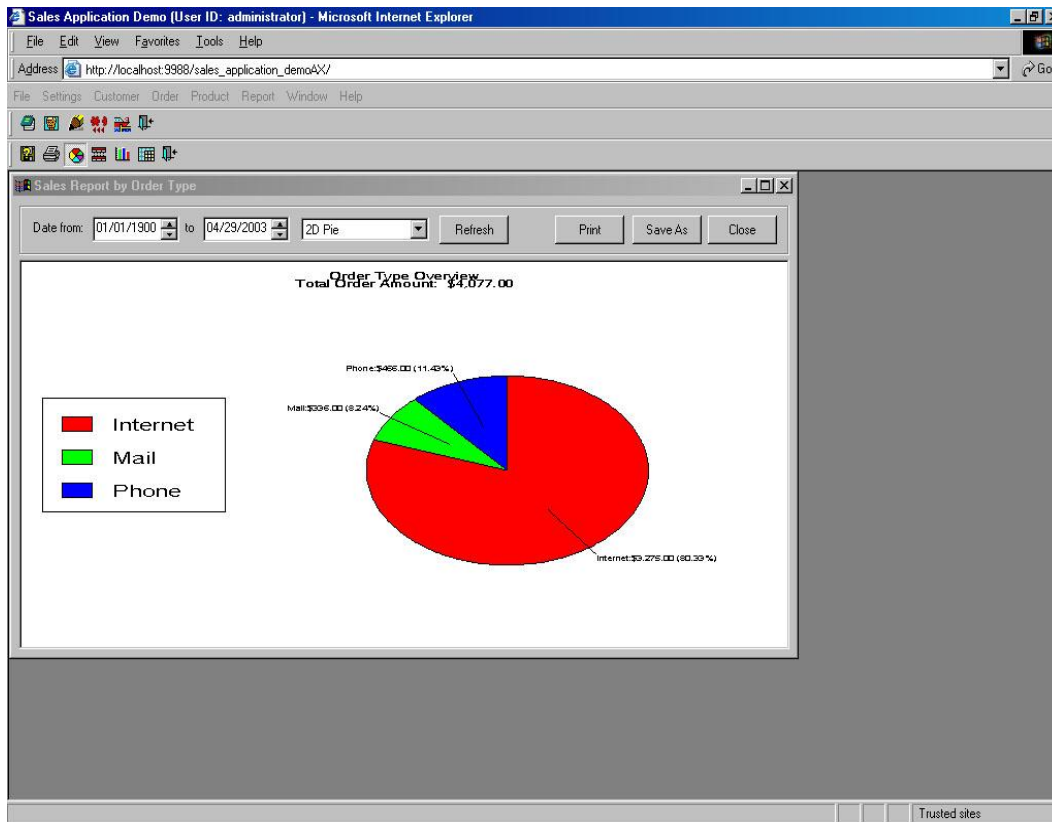 Sales Application Demo (User ID: administrator) - Microsoft Internet Explorer
File Edit View Favorites Tools Help
Address http://localhost:9988/sales_application_demoAX/ Go
File Settings Customer Order Product Report Window Help
Sales Report by Order Type
Date from: 01/01/1900 to 04/29/2003 2D Pie Refresh Print Save As Close
Order Type Overview
Total Order Amount: $4,077.00
Phone:$466.00 (11.43%)
Mail:$336.00 (8.24%)
Internet
Mail
Phone
Internet:$3,275.00 (80.33%)
Trusted sites